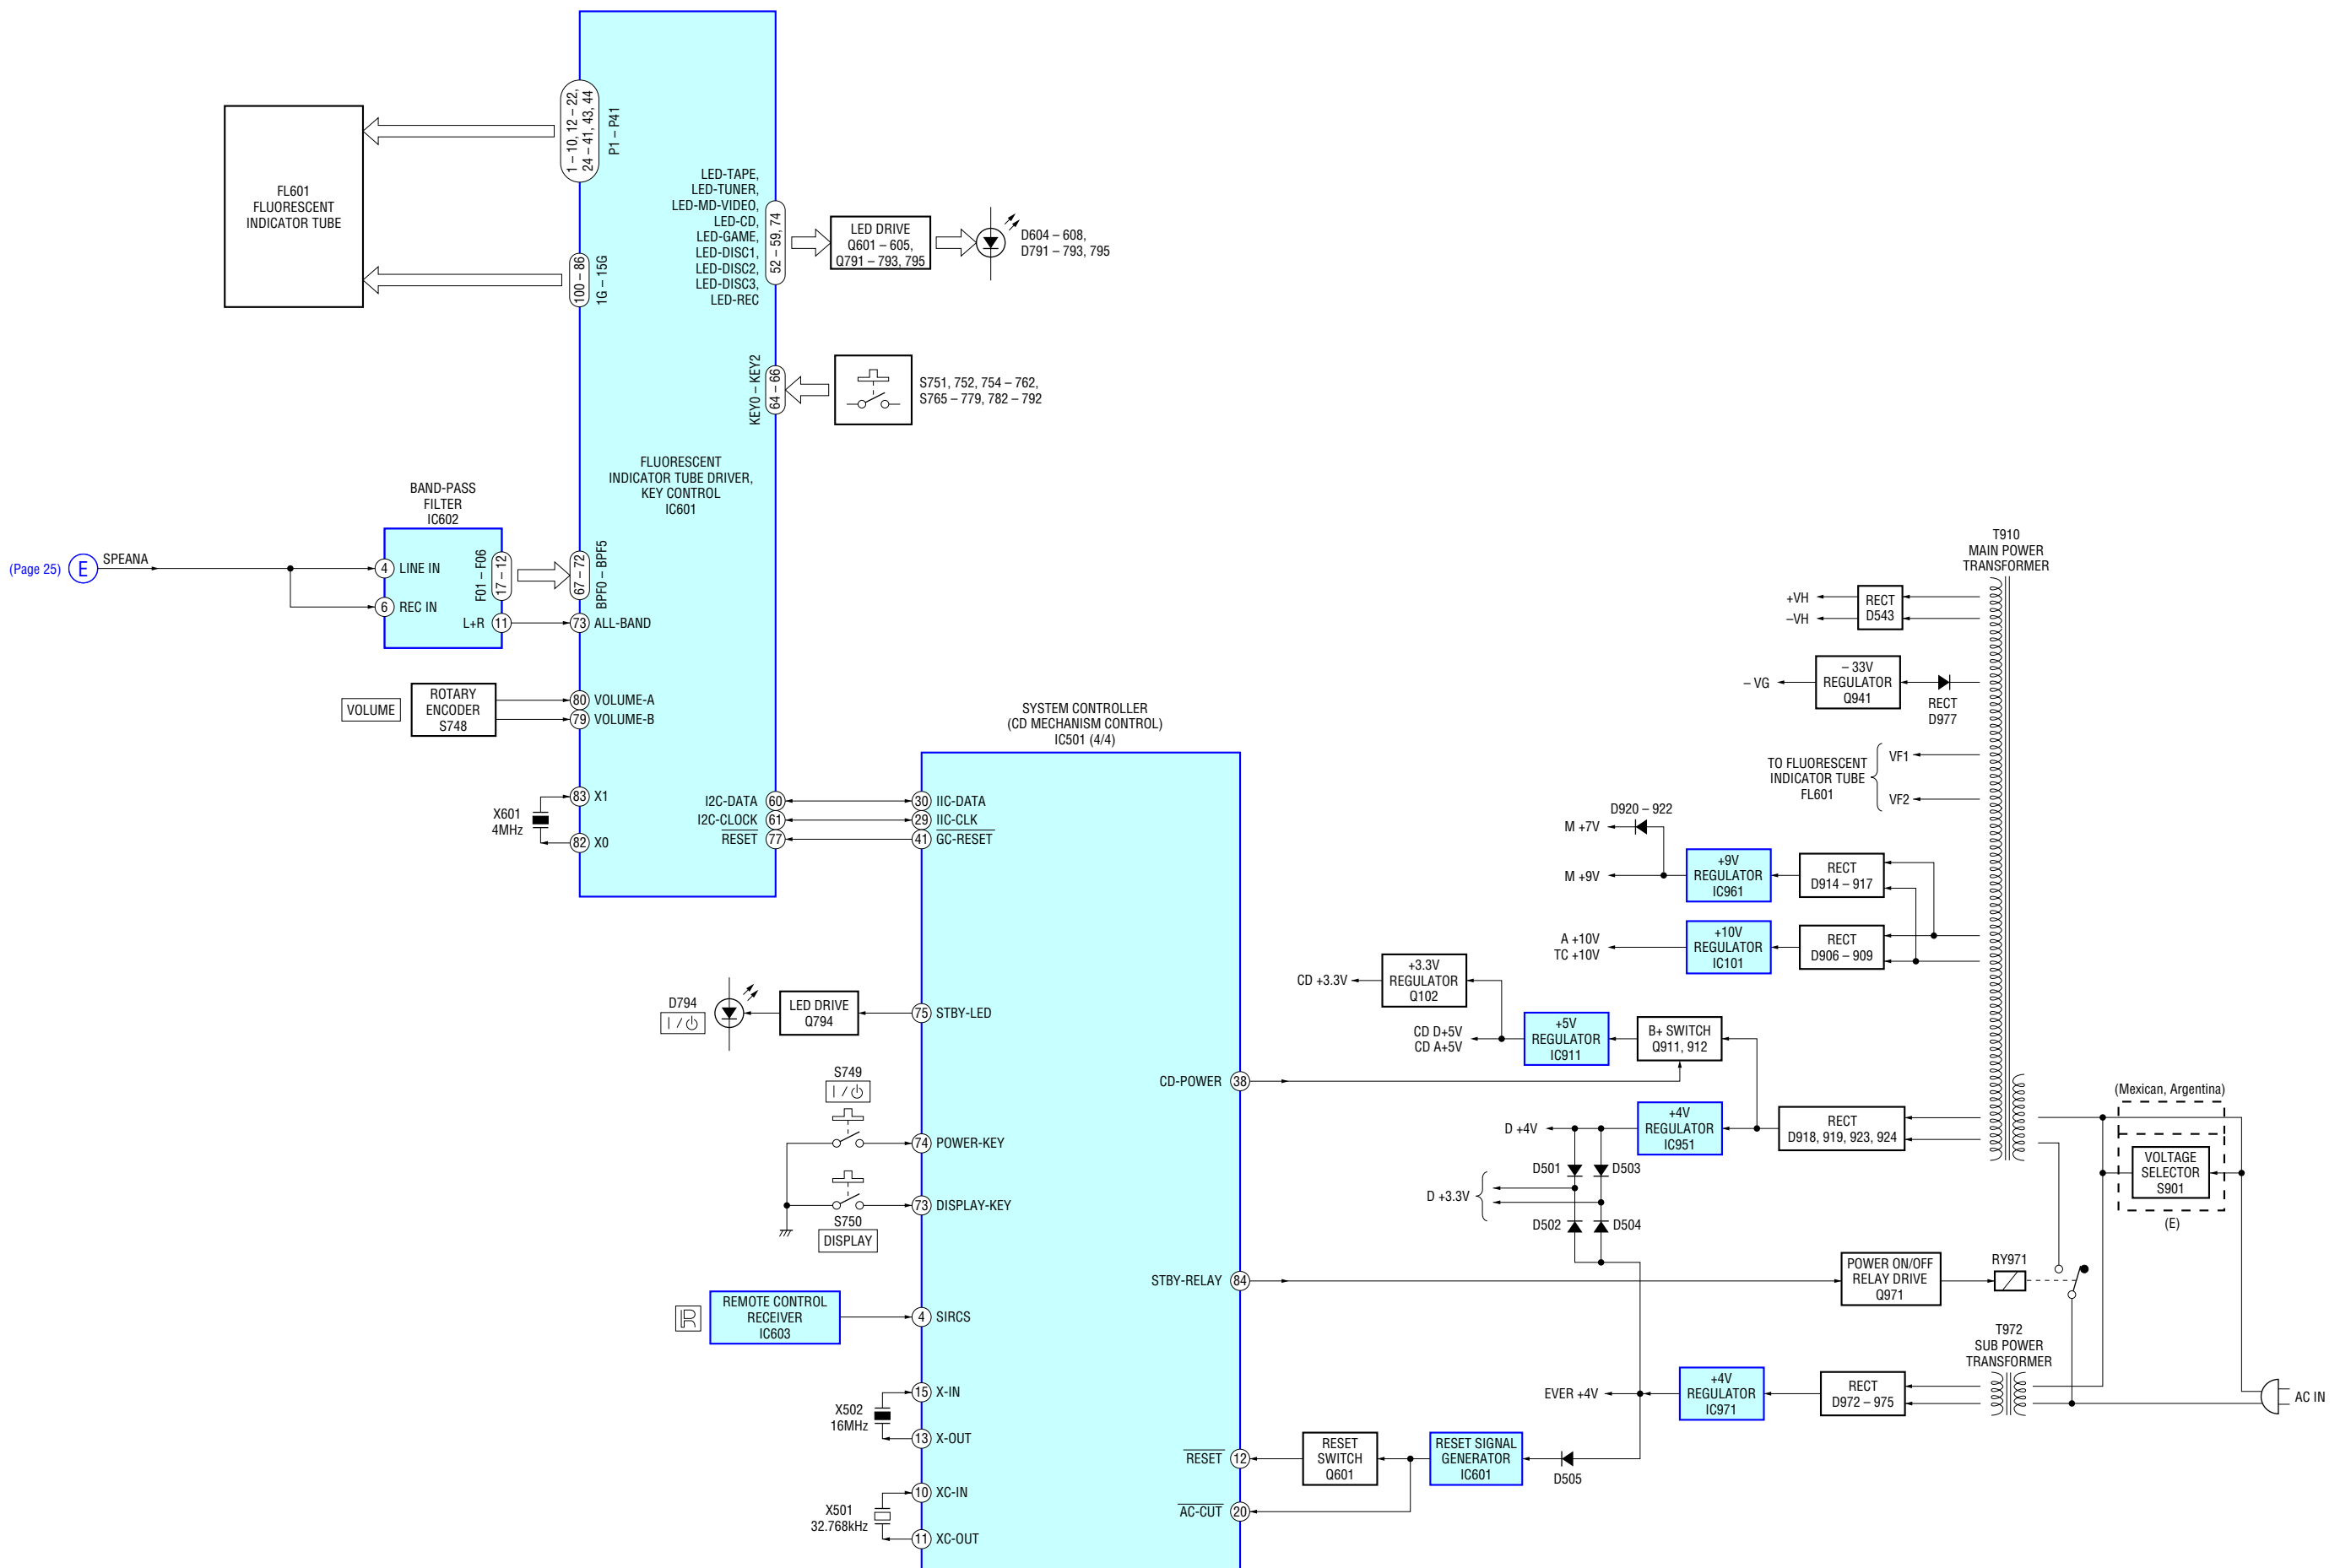 FL601
FLUORESCENT
INDICATOR TUBE
1 – 10, 12 – 22,
24 – 41, 43, 44
P1 – P41
100 – 86
1G – 15G
LED-TAPE,
LED-TUNER,
LED-MD-VIDEO,
LED-CD,
LED-GAME,
LED-DISC1,
LED-DISC2,
LED-DISC3,
LED-REC
52 – 59, 74
LED DRIVE
Q601 – 605,
Q791 – 793, 795
D604 – 608,
D791 – 793, 795
KEY0 – KEY2
64 – 66
S751, 752, 754 – 762,
S765 – 779, 782 – 792
FLUORESCENT
INDICATOR TUBE DRIVER,
KEY CONTROL
IC601
BAND-PASS
FILTER
IC602
(Page 25)
E
SPEANA
4 LINE IN
6 REC IN
F01 – F06
17 – 12
L+R 11
67 – 72
BPF0 – BPF5
73 ALL-BAND
VOLUME
ROTARY
ENCODER
S748
80 VOLUME-A
79 VOLUME-B
X601
4MHz
83 X1
82 X0
I2C-DATA 60
I2C-CLOCK 61
RESET 77
SYSTEM CONTROLLER
(CD MECHANISM CONTROL)
IC501 (4/4)
30 IIC-DATA
29 IIC-CLK
41 GC-RESET
D794
I / ⏻
LED DRIVE
Q794
75 STBY-LED
S749
I / ⏻
74 POWER-KEY
73 DISPLAY-KEY
S750
DISPLAY
REMOTE CONTROL
RECEIVER
IC603
4 SIRCS
X502
16MHz
15 X-IN
13 X-OUT
X501
32.768kHz
10 XC-IN
11 XC-OUT
CD-POWER 38
STBY-RELAY 84
RESET 12
AC-CUT 20
T910
MAIN POWER
TRANSFORMER
+VH
–VH
RECT
D543
– VG
– 33V
REGULATOR
Q941
RECT
D977
TO FLUORESCENT
INDICATOR TUBE
FL601
VF1
VF2
D920 – 922
M +7V
M +9V
+9V
REGULATOR
IC961
RECT
D914 – 917
A +10V
TC +10V
+10V
REGULATOR
IC101
RECT
D906 – 909
CD +3.3V
+3.3V
REGULATOR
Q102
CD D+5V
CD A+5V
+5V
REGULATOR
IC911
B+ SWITCH
Q911, 912
D +4V
+4V
REGULATOR
IC951
RECT
D918, 919, 923, 924
D501
D503
D +3.3V
D502
D504
(Mexican, Argentina)
VOLTAGE
SELECTOR
S901
(E)
POWER ON/OFF
RELAY DRIVE
Q971
RY971
T972
SUB POWER
TRANSFORMER
EVER +4V
+4V
REGULATOR
IC971
RECT
D972 – 975
AC IN
RESET
SWITCH
Q601
RESET SIGNAL
GENERATOR
IC601
D505